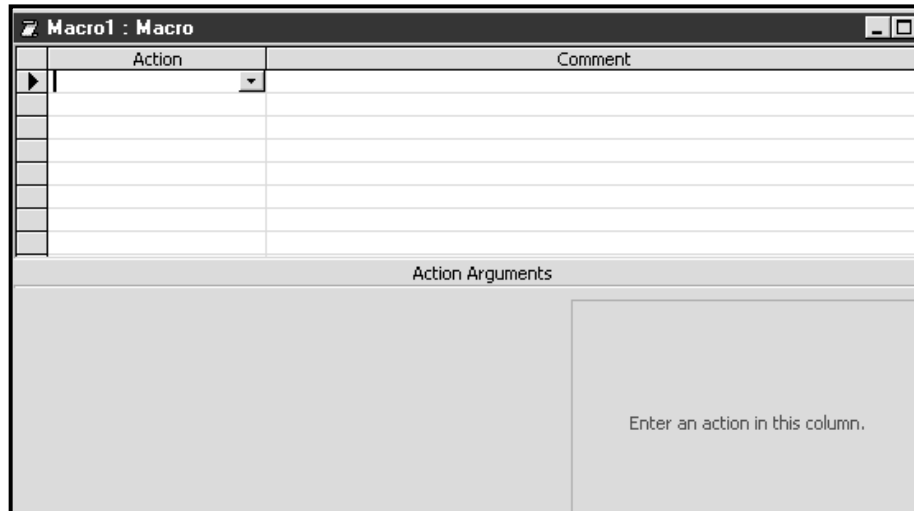 Macro1 : Macro
Action Comment
Action Arguments
Enter an action in this column.